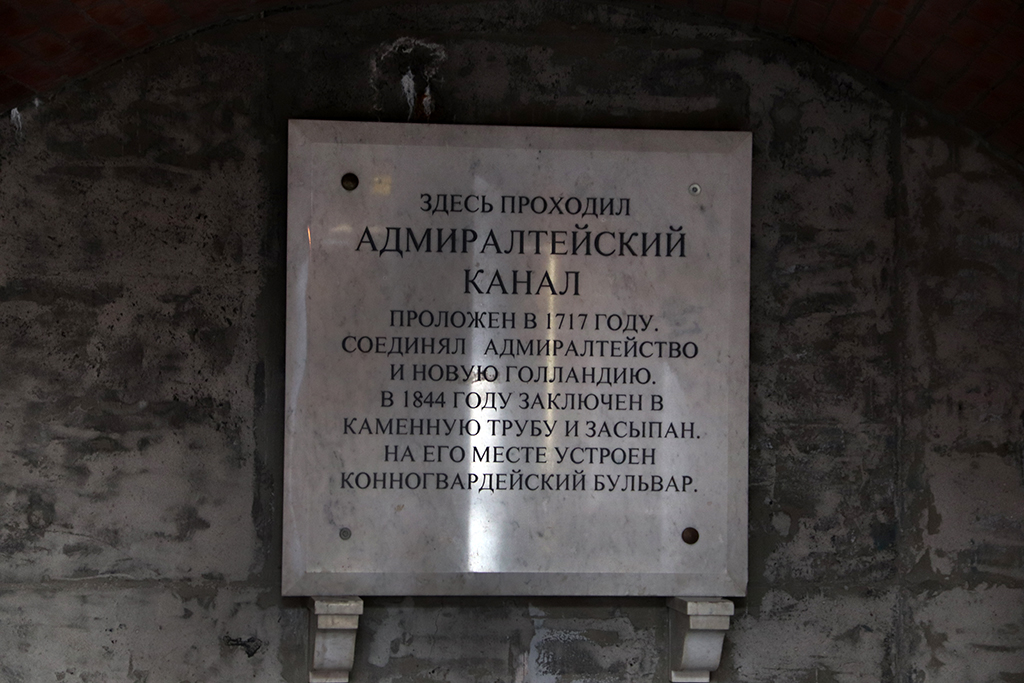 ЗДЕСЬ ПРОХОДИЛ
АДМИРАЛТЕЙСКИЙ
КАНАЛ
ПРОЛОЖЕН В 1717 ГОДУ.
СОЕДИНЯЛ АДМИРАЛТЕЙСТВО
И НОВУЮ ГОЛЛАНДИЮ.
В 1844 ГОДУ ЗАКЛЮЧЕН В
КАМЕННУЮ ТРУБУ И ЗАСЫПАН.
НА ЕГО МЕСТЕ УСТРОЕН
КОННОГВАРДЕЙСКИЙ БУЛЬВАР.